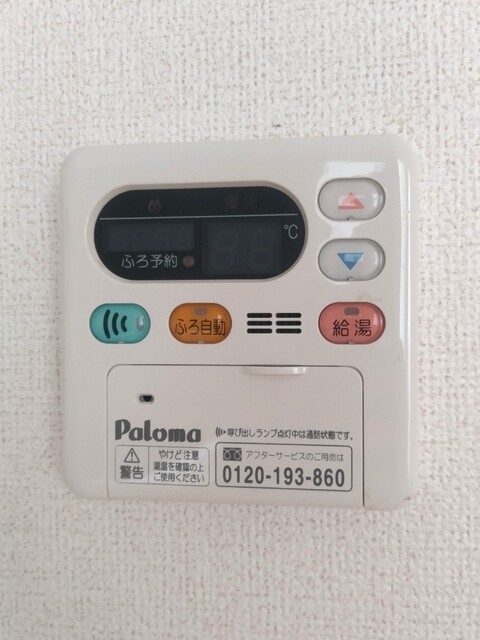 優先
℃
ふろ予約
ふろ自動
給湯
Paloma
呼び出しランプ点灯中は通話状態です。
警告
やけど注意
湯温を確認の上
ご使用ください
アフターサービスのご用命は
0120-193-860